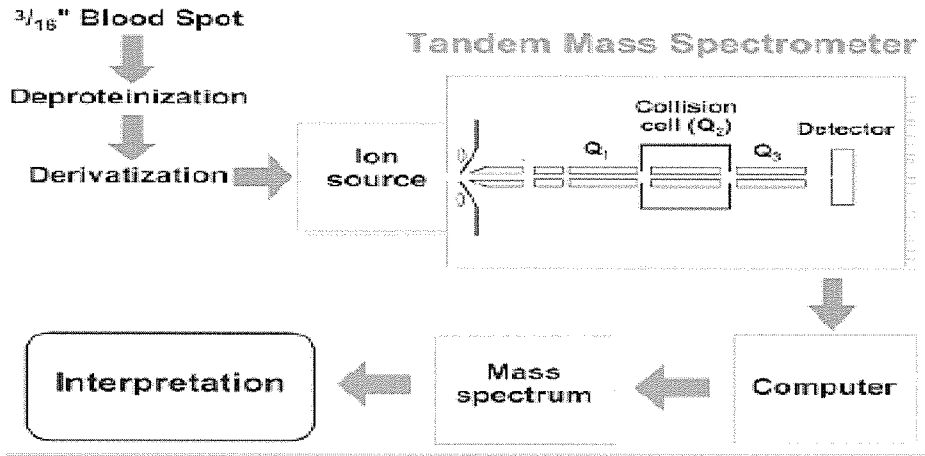 ³/₁₆" Blood Spot
Tandem Mass Spectrometer
Deproteinization
Derivatization
Ion
source
Q₁
Collision
cell (Q₂)
Q₃
Detector
Interpretation
Mass
spectrum
Computer